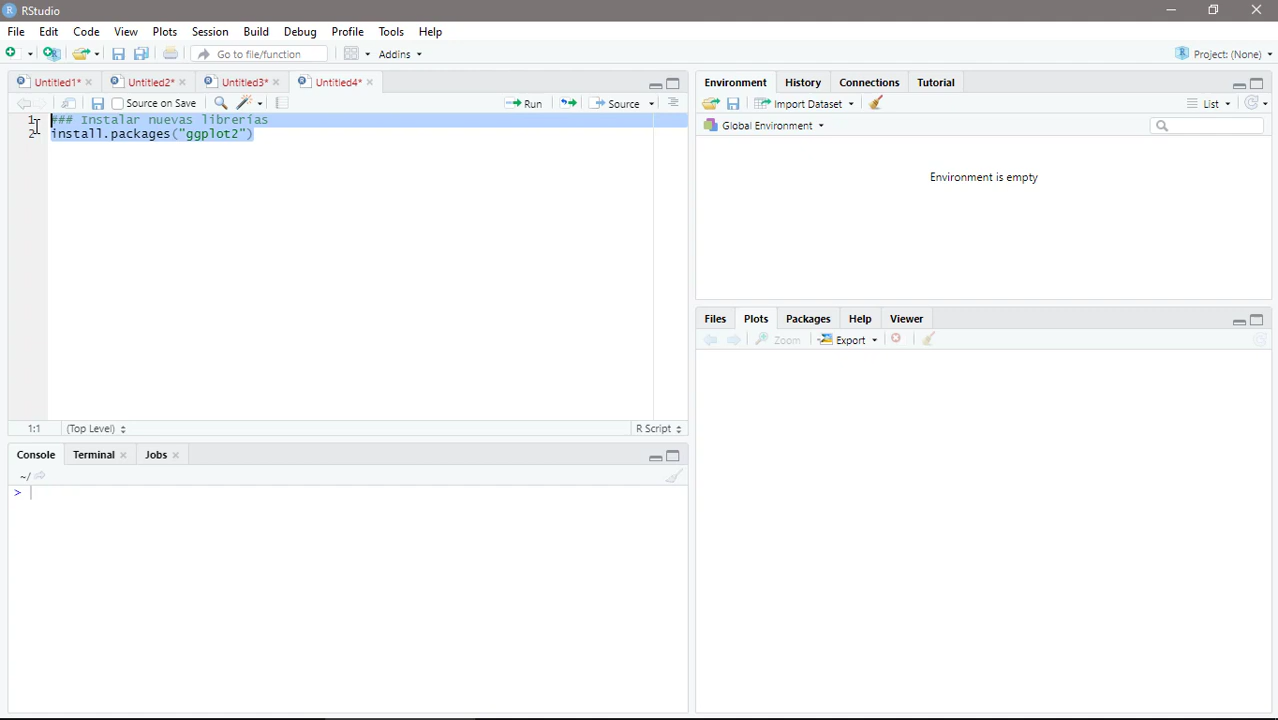 RStudio
File Edit Code View Plots Session Build Debug Profile Tools Help
Go to file/function Addins Project: (None)
Untitled1* Untitled2* Untitled3* Untitled4*
Source on Save Run Source
1 ### Instalar nuevas librerías
2 install.packages("ggplot2")
1:1 (Top Level) R Script
Console Terminal Jobs
~/
>
Environment History Connections Tutorial
Import Dataset List
Global Environment
Environment is empty
Files Plots Packages Help Viewer
Zoom Export